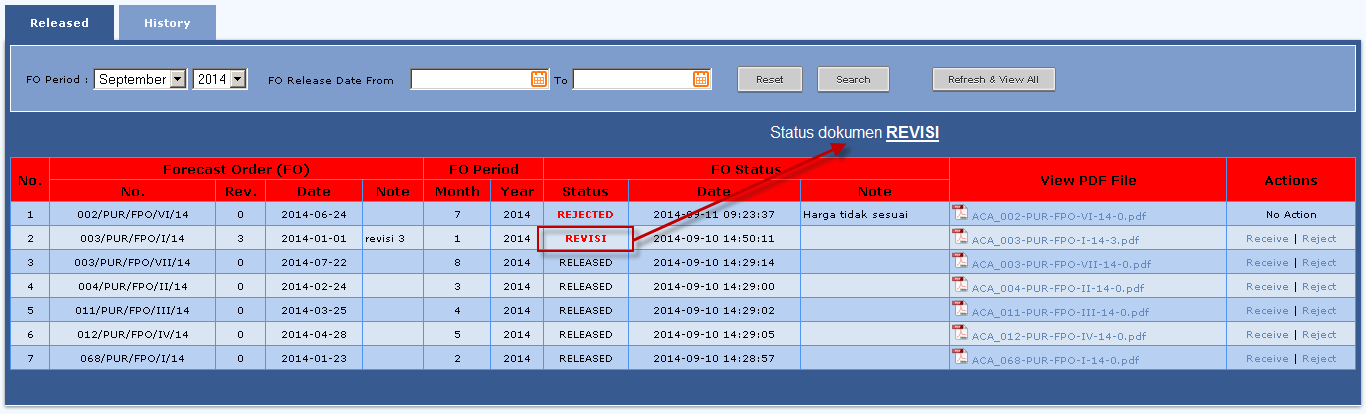 Released History
FO Period : September 2014 FO Release Date From To Reset Search Refresh & View All
Status dokumen REVISI
No. Forecast Order (FO) FO Period FO Status View PDF File Actions
No. Rev. Date Note Month Year Status Date Note
1 002/PUR/FPO/VI/14 0 2014-06-24 7 2014 REJECTED 2014-09-11 09:23:37 Harga tidak sesuai ACA_002-PUR-FPO-VI-14-0.pdf No Action
2 003/PUR/FPO/I/14 3 2014-01-01 revisi 3 1 2014 REVISI 2014-09-10 14:50:11 ACA_003-PUR-FPO-I-14-3.pdf Receive | Reject
3 003/PUR/FPO/VII/14 0 2014-07-22 8 2014 RELEASED 2014-09-10 14:29:14 ACA_003-PUR-FPO-VII-14-0.pdf Receive | Reject
4 004/PUR/FPO/II/14 0 2014-02-24 3 2014 RELEASED 2014-09-10 14:29:00 ACA_004-PUR-FPO-II-14-0.pdf Receive | Reject
5 011/PUR/FPO/III/14 0 2014-03-25 4 2014 RELEASED 2014-09-10 14:29:02 ACA_011-PUR-FPO-III-14-0.pdf Receive | Reject
6 012/PUR/FPO/IV/14 0 2014-04-28 5 2014 RELEASED 2014-09-10 14:29:05 ACA_012-PUR-FPO-IV-14-0.pdf Receive | Reject
7 068/PUR/FPO/I/14 0 2014-01-23 2 2014 RELEASED 2014-09-10 14:28:57 ACA_068-PUR-FPO-I-14-0.pdf Receive | Reject